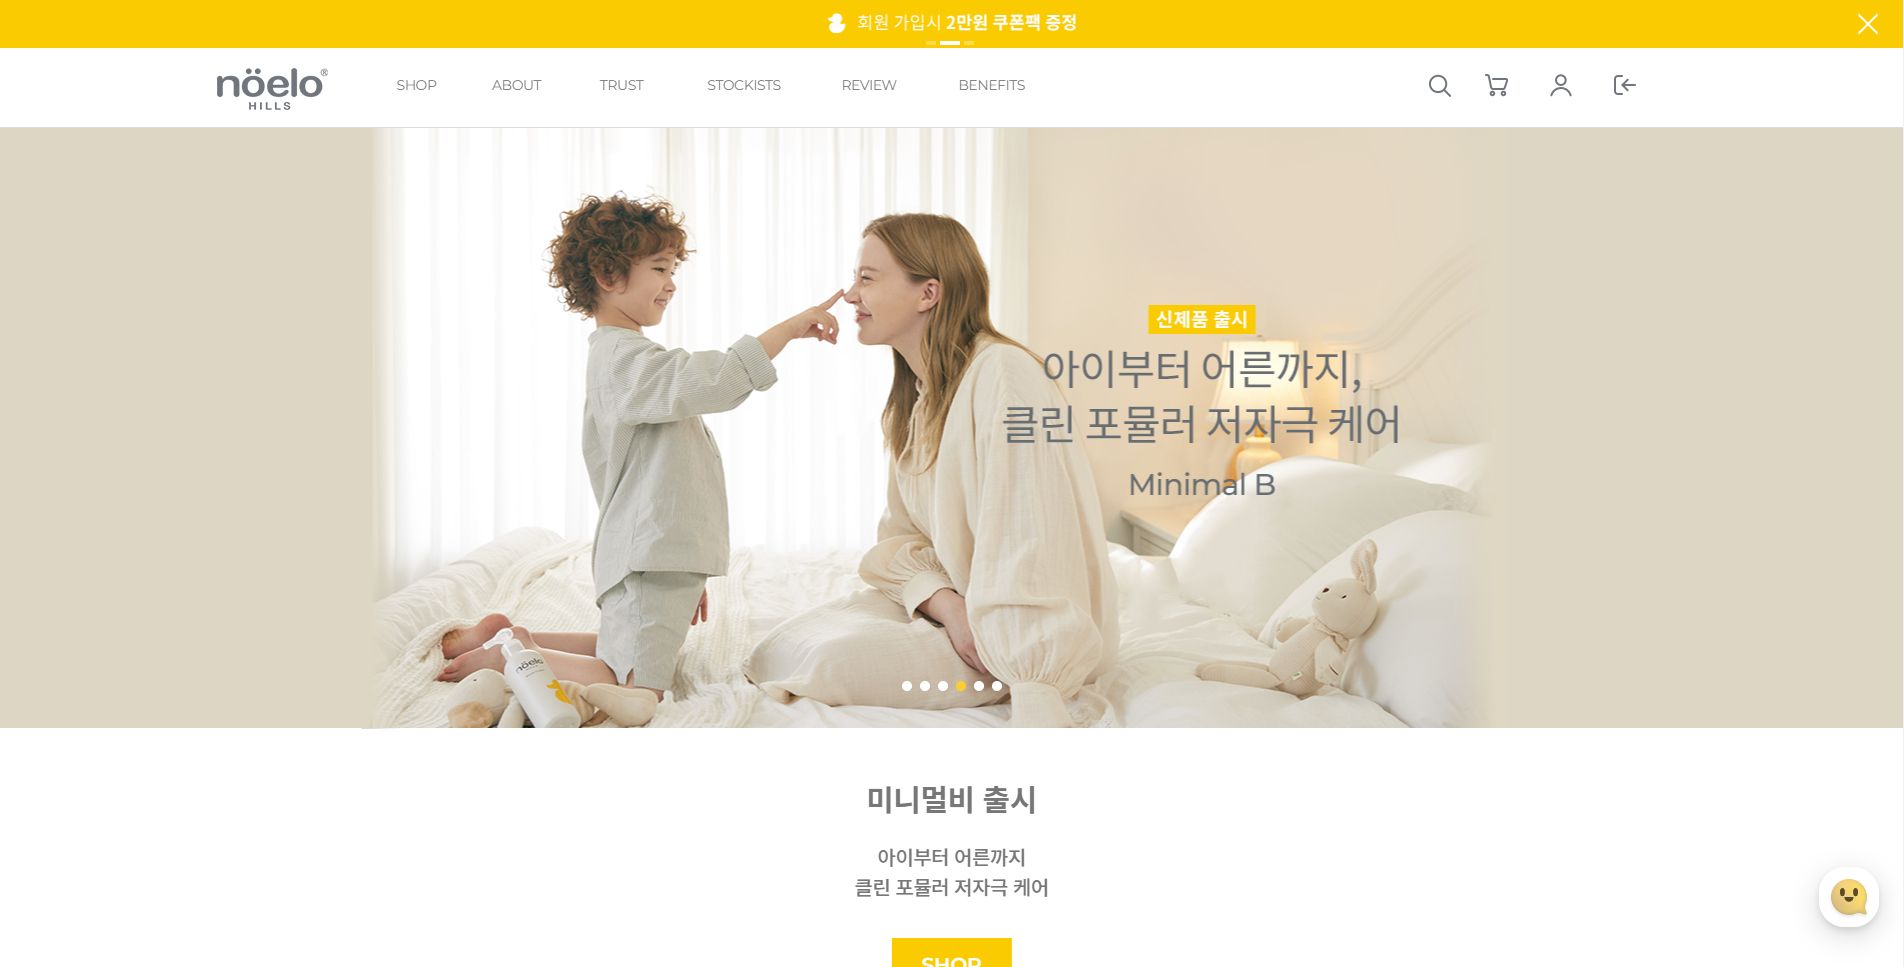 회원 가입시 2만원 쿠폰팩 증정
nöelo®
HILLS
SHOP
ABOUT
TRUST
STOCKISTS
REVIEW
BENEFITS
신제품 출시
아이부터 어른까지,
클린 포뮬러 저자극 케어
Minimal B
nöelo
미니멀비 출시
아이부터 어른까지
클린 포뮬러 저자극 케어
SHOP